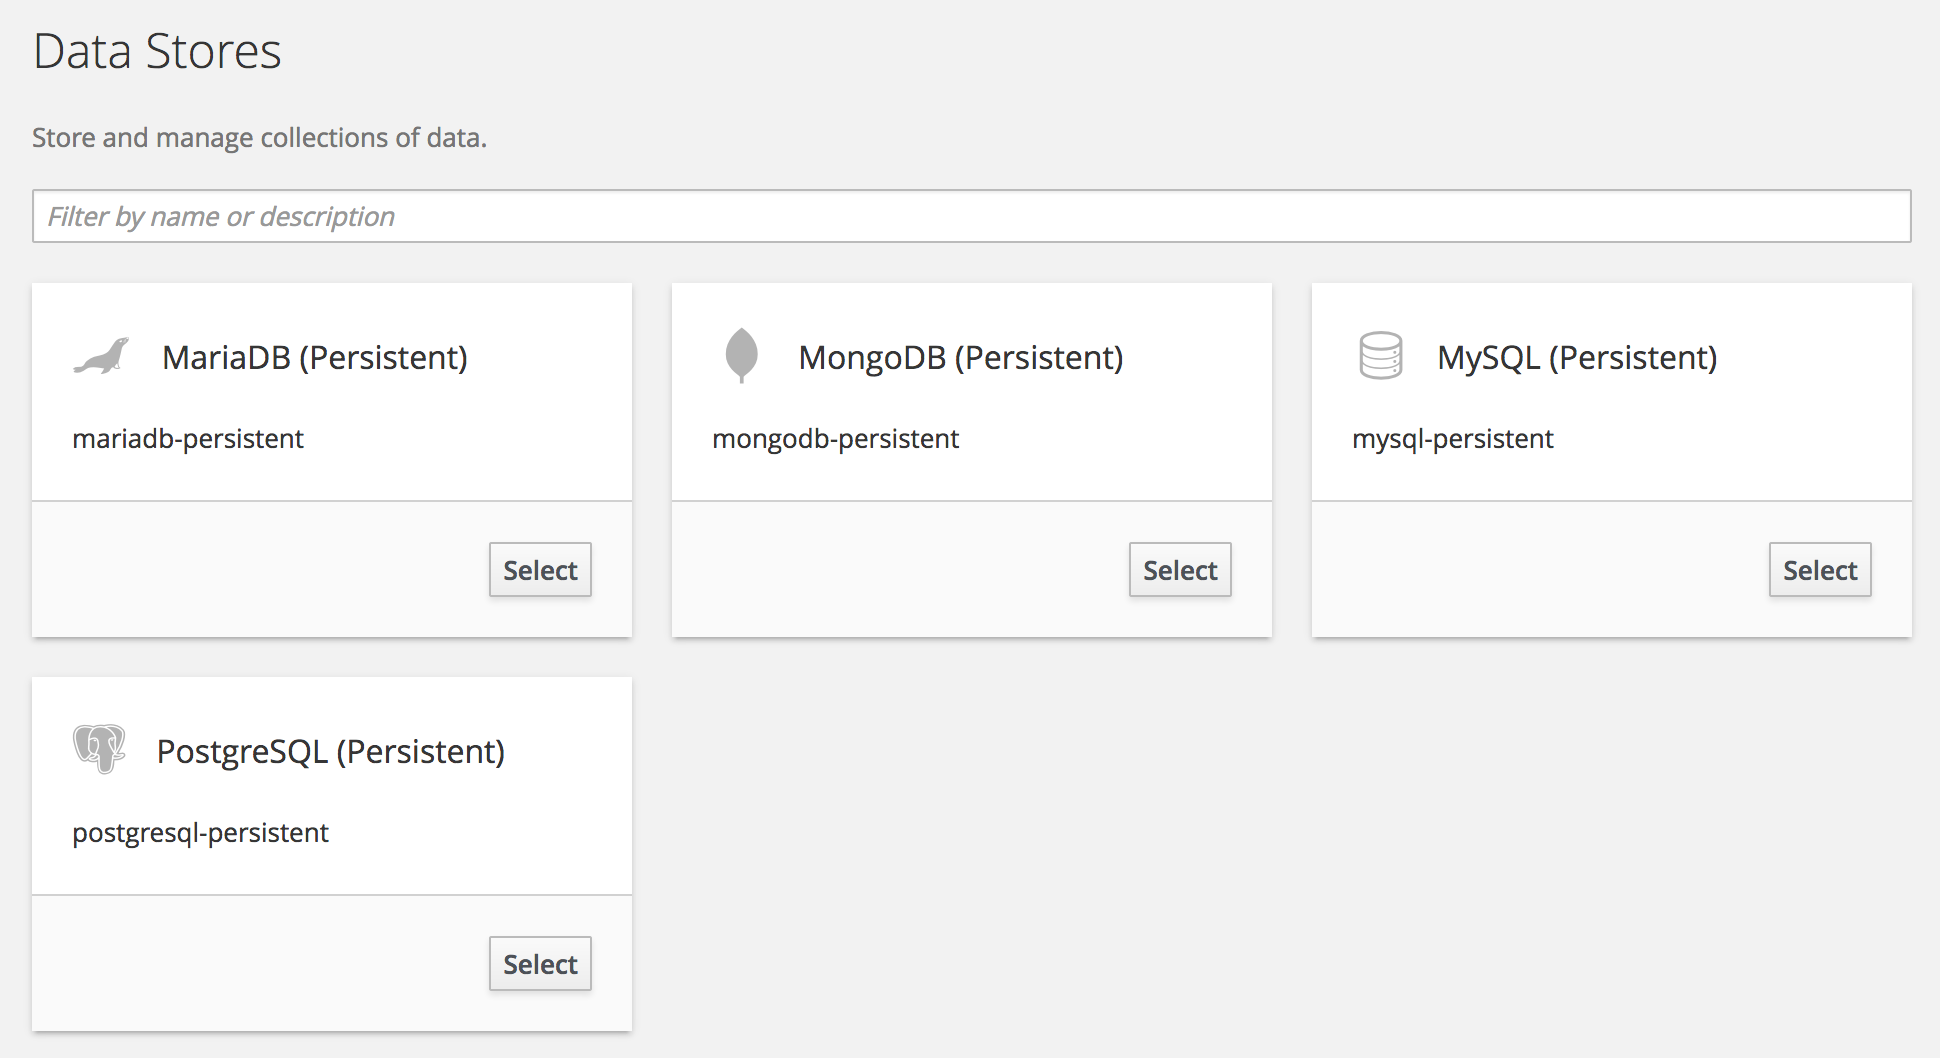 Data Stores
Store and manage collections of data.
Filter by name or description
MariaDB (Persistent)
mariadb-persistent
Select
MongoDB (Persistent)
mongodb-persistent
Select
MySQL (Persistent)
mysql-persistent
Select
PostgreSQL (Persistent)
postgresql-persistent
Select